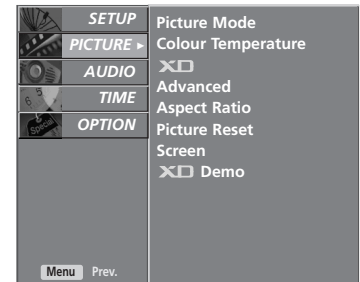 SETUP
PICTURE ►
AUDIO
TIME
OPTION
Special
Menu Prev.
Picture Mode
Colour Temperature
XD
Advanced
Aspect Ratio
Picture Reset
Screen
XD Demo